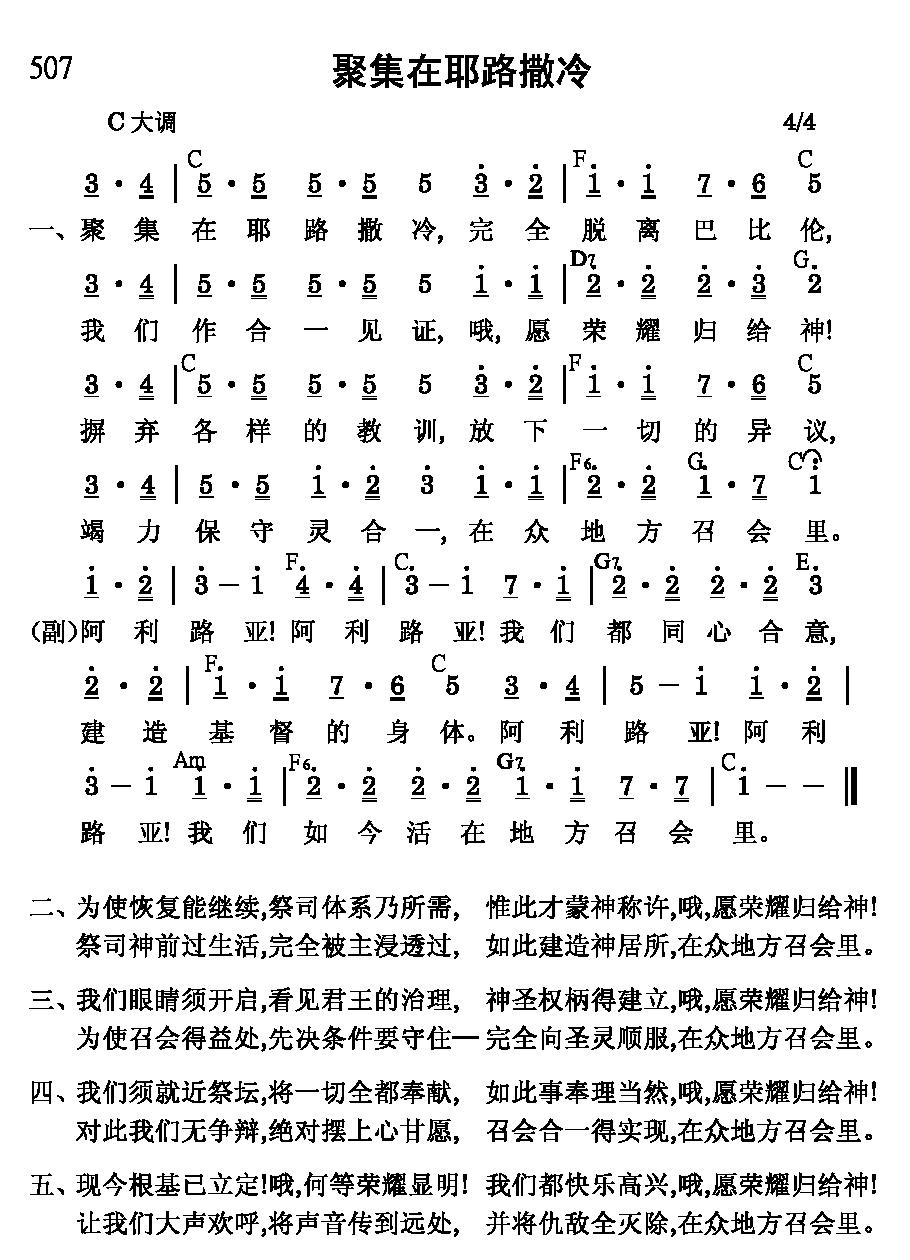 507
聚集在耶路撒冷
C 大调 4/4
C F C
3 · 4 | 5 · 5 5 · 5 5 3 · 2 | 1 · 1 7 · 6 5
一、聚 集 在 耶 路 撒 冷, 完 全 脱 离 巴 比 伦,
D7 G
3 · 4 | 5 · 5 5 · 5 5 1 · 1 | 2 · 2 2 · 3 2
我 们 作 合 一 见 证, 哦, 愿 荣 耀 归 给 神!
C F C
3 · 4 | 5 · 5 5 · 5 5 3 · 2 | 1 · 1 7 · 6 5
摒 弃 各 样 的 教 训, 放 下 一 切 的 异 议,
F6 G C
3 · 4 | 5 · 5 1 · 2 3 1 · 1 | 2 · 2 1 · 7 1
竭 力 保 守 灵 合 一, 在 众 地 方 召 会 里。
F C G7 E
1 · 2 | 3 – 1 4 · 4 | 3 – 1 7 · 1 | 2 · 2 2 · 2 3
(副)阿 利 路 亚! 阿 利 路 亚! 我 们 都 同 心 合 意,
F C
2 · 2 | 1 · 1 7 · 6 5 3 · 4 | 5 – 1 1 · 2 |
建 造 基 督 的 身 体。 阿 利 路 亚! 阿 利
Am F6 G7 C
3 – 1 1 · 1 | 2 · 2 2 · 2 1 · 1 7 · 7 | 1 – – ‖
路 亚! 我 们 如 今 活 在 地 方 召 会 里。
二、为使恢复能继续,祭司体系乃所需, 惟此才蒙神称许,哦,愿荣耀归给神!
祭司神前过生活,完全被主浸透过, 如此建造神居所,在众地方召会里。
三、我们眼睛须开启,看见君王的治理, 神圣权柄得建立,哦,愿荣耀归给神!
为使召会得益处,先决条件要守住—完全向圣灵顺服,在众地方召会里。
四、我们须就近祭坛,将一切全都奉献, 如此事奉理当然,哦,愿荣耀归给神!
对此我们无争辩,绝对摆上心甘愿, 召会合一得实现,在众地方召会里。
五、现今根基已立定!哦,何等荣耀显明! 我们都快乐高兴,哦,愿荣耀归给神!
让我们大声欢呼,将声音传到远处, 并将仇敌全灭除,在众地方召会里。